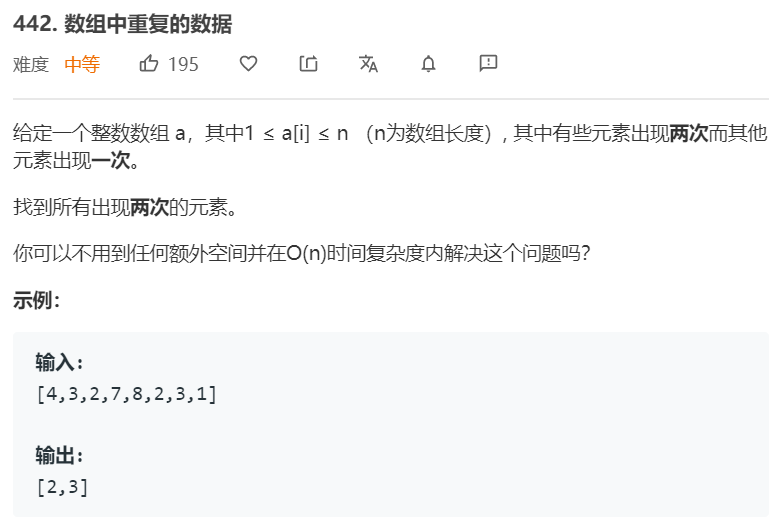 442. 数组中重复的数据
难度 中等 195
给定一个整数数组 a，其中1 ≤ a[i] ≤ n （n为数组长度）, 其中有些元素出现两次而其他
元素出现一次。
找到所有出现两次的元素。
你可以不用到任何额外空间并在O(n)时间复杂度内解决这个问题吗？
示例：
输入:
[4,3,2,7,8,2,3,1]
输出:
[2,3]